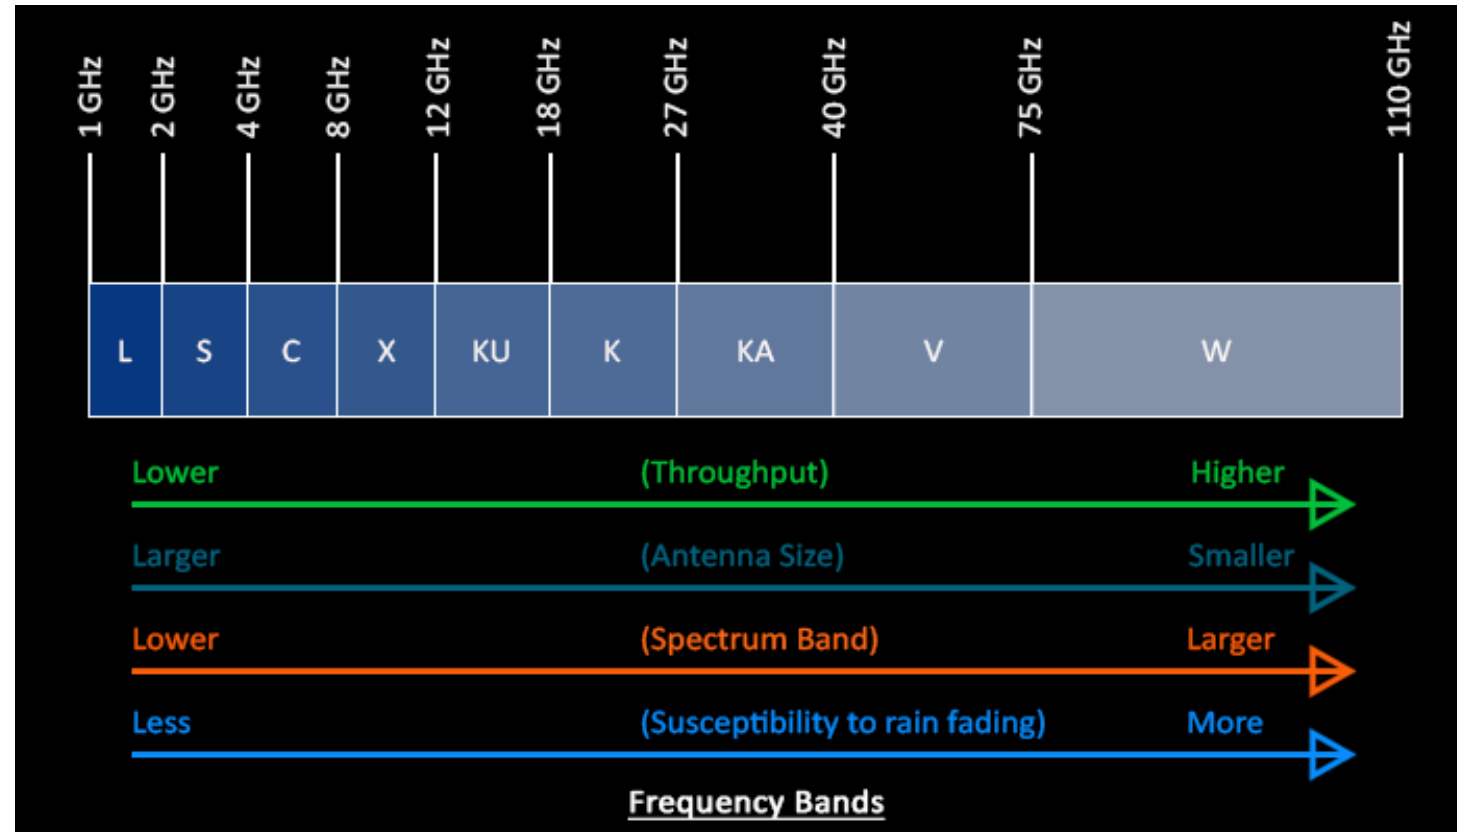 1 GHz
2 GHz
4 GHz
8 GHz
12 GHz
18 GHz
27 GHz
40 GHz
75 GHz
110 GHz
L S C X KU K KA V W
Lower (Throughput) Higher
Larger (Antenna Size) Smaller
Lower (Spectrum Band) Larger
Less (Susceptibility to rain fading) More
Frequency Bands